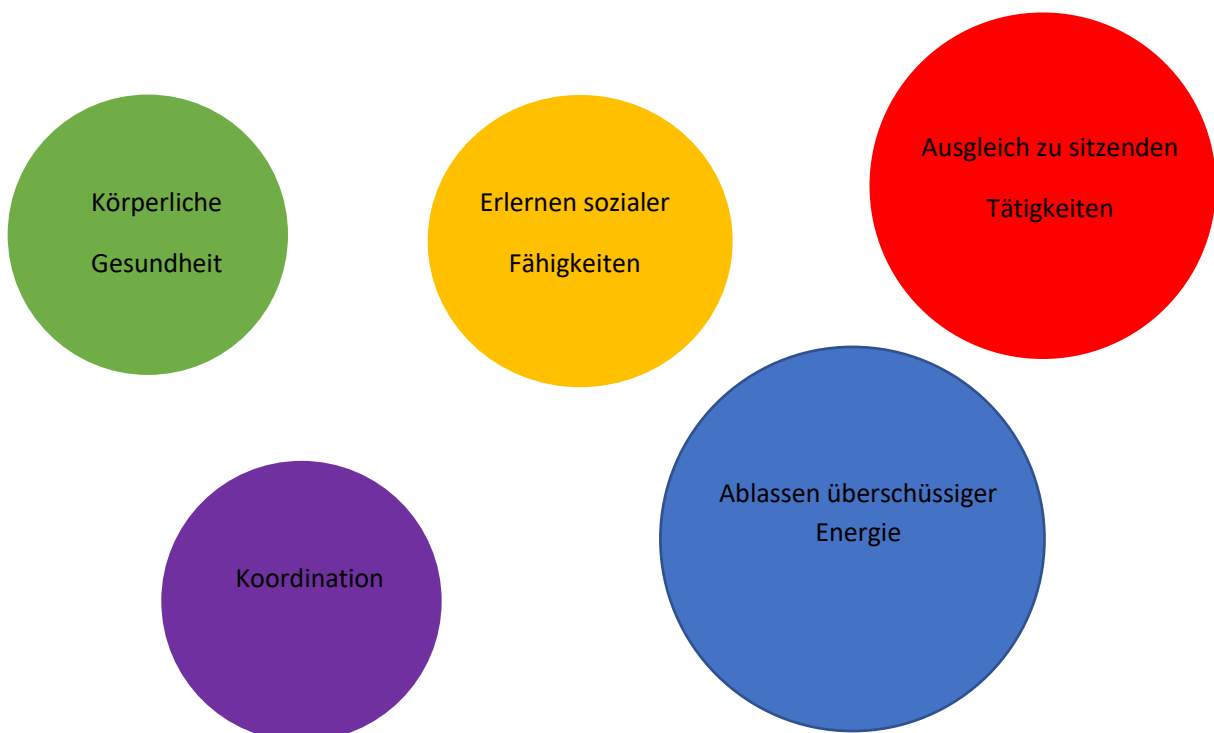 Körperliche
Gesundheit
Erlernen sozialer
Fähigkeiten
Ausgleich zu sitzenden
Tätigkeiten
Koordination
Ablassen überschüssiger
Energie